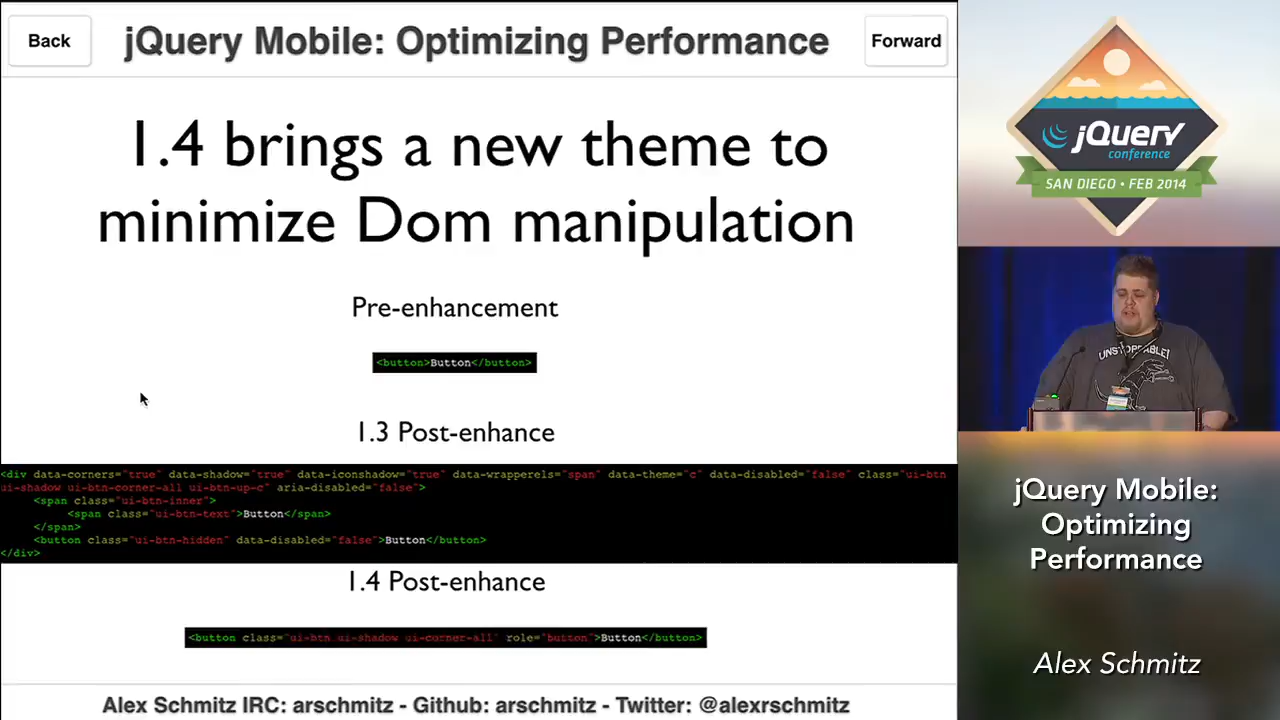 Back
jQuery Mobile: Optimizing Performance
Forward
1.4 brings a new theme to
minimize Dom manipulation
Pre-enhancement
<button>Button</button>
1.3 Post-enhance
<div data-corners="true" data-shadow="true" data-iconshadow="true" data-wrapperels="span" data-theme="c" data-disabled="false" class="ui-btn
ui-shadow ui-btn-corner-all ui-btn-up-c" aria-disabled="false">
<span class="ui-btn-inner">
<span class="ui-btn-text">Button</span>
</span>
<button class="ui-btn-hidden" data-disabled="false">Button</button>
</div>
1.4 Post-enhance
<button class="ui-btn ui-shadow ui-corner-all" role="button">Button</button>
Alex Schmitz IRC: arschmitz - Github: arschmitz - Twitter: @alexrschmitz
jQuery
conference
SAN DIEGO • FEB 2014
UNSTOPPABLE!
jQuery Mobile:
Optimizing
Performance
Alex Schmitz